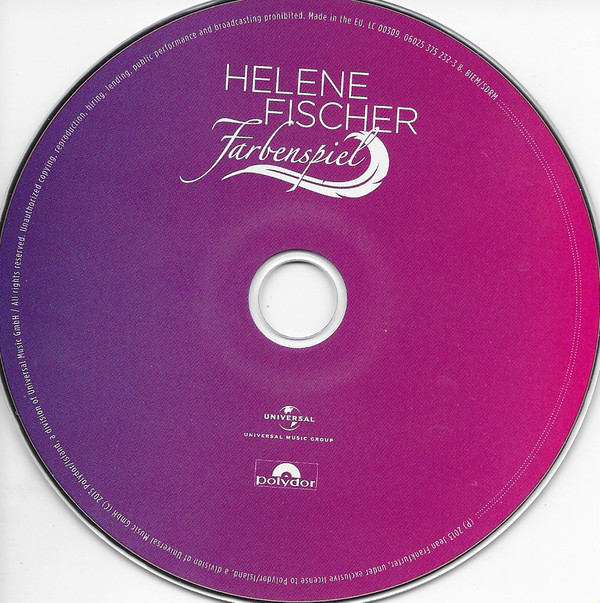 HELENE
FISCHER
Farbenspiel
UNIVERSAL
UNIVERSAL MUSIC GROUP
polydor
(P) 2013 Jean Frankfurter, under exclusive license to Polydor/Island, a division of Universal Music GmbH (C) 2013 Polydor/Island, a division of Universal Music GmbH / All rights reserved. Unauthorized copying, reproduction, hiring, lending, public performance and broadcasting prohibited. Made in the EU. LC 00309. 06025 375 232-3 8. BIEM/SDRM